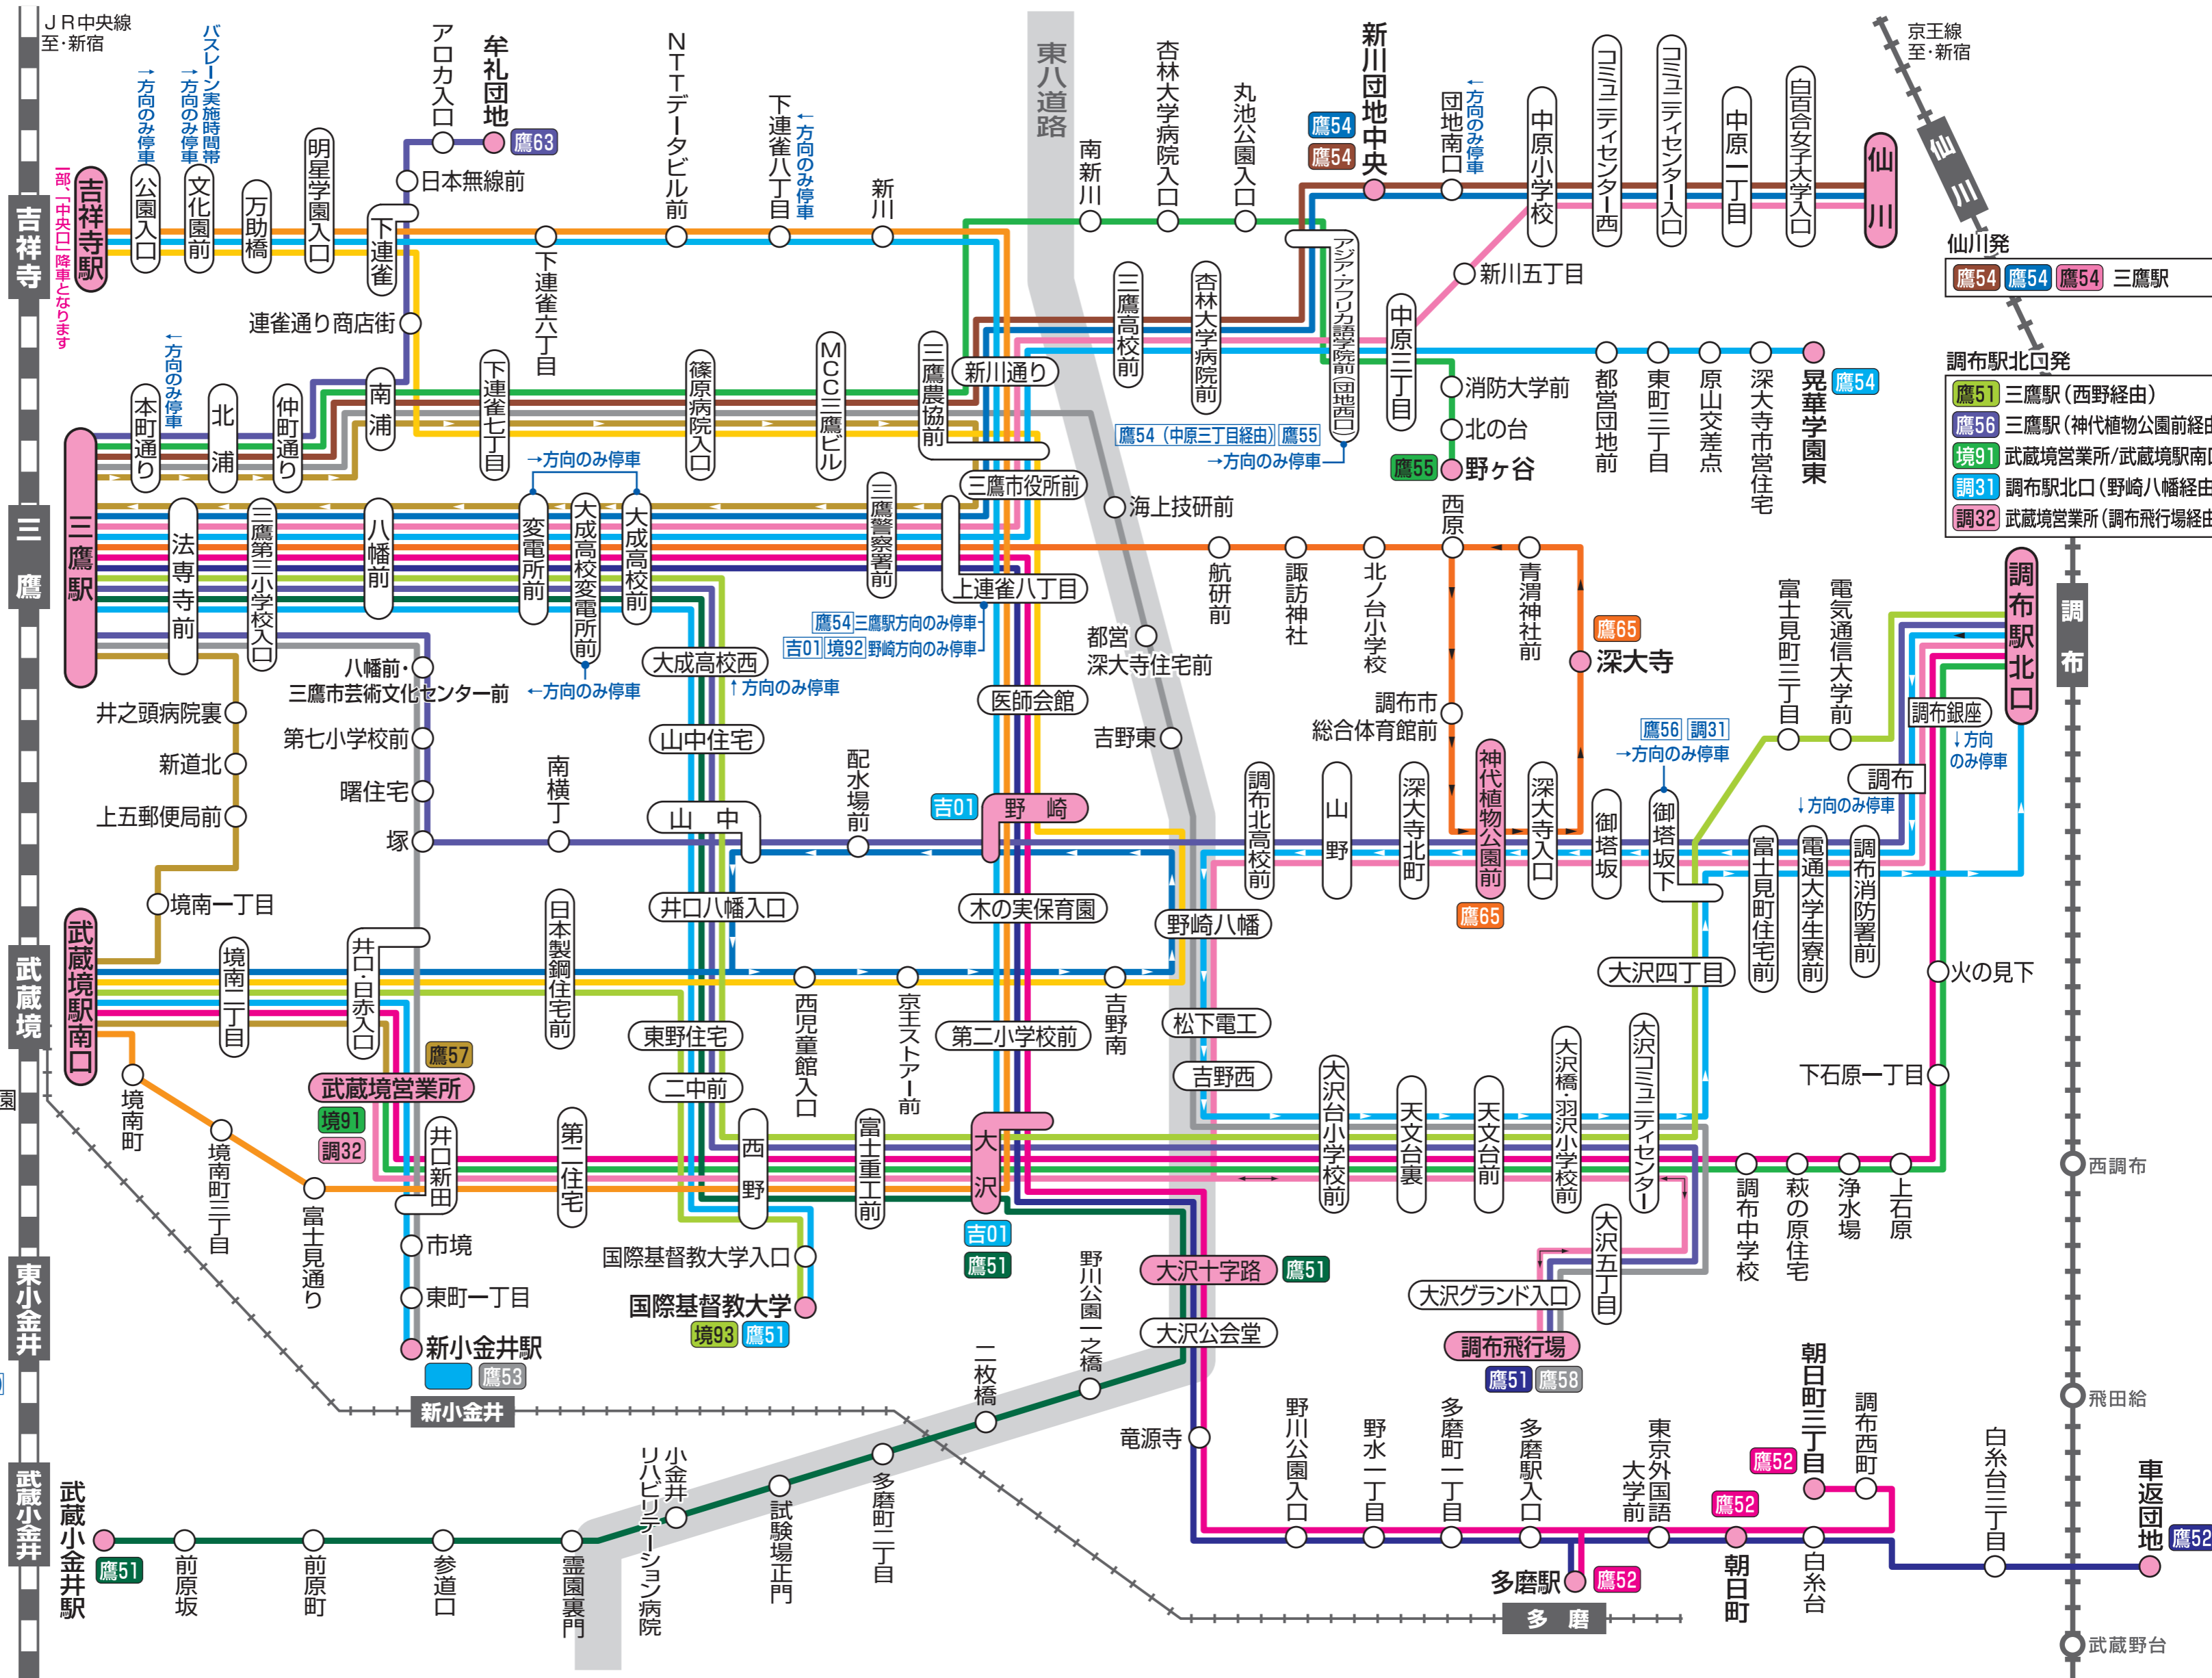 JR中央線
至・新宿
吉祥寺
三鷹
武蔵境
東小金井
武蔵小金井
園
一部、「中央口」降車となります
吉祥寺駅
→方向のみ停車
公園入口
バスレーン実施時間帯
→方向のみ停車
文化園前
万助橋
明星学園入口
下連雀
アロカ入口
牟礼団地
鷹63
日本無線前
連雀通り商店街
下連雀六丁目
NTTデータビル前
下連雀八丁目
←方向のみ停車
新川
東八道路
南新川
杏林大学病院入口
丸池公園入口
新川団地中央
鷹54
鷹54
団地南口
←方向のみ停車
中原小学校
コミュニティセンター西
コミュニティセンター入口
中原一丁目
白百合女子大学入口
仙川
京王線
至・新宿
仙川
仙川発
鷹54 鷹54 鷹54 三鷹駅
調布駅北口発
鷹51 三鷹駅(西野経由)
鷹56 三鷹駅(神代植物公園前経由
境91 武蔵境営業所/武蔵境駅南口
調31 調布駅北口(野崎八幡経由
調32 武蔵境営業所(調布飛行場経由
三鷹駅
本町通り
←方向のみ停車
北浦
仲町通り
南浦
下連雀七丁目
篠原病院入口
MCC三鷹ビル
三鷹農協前
新川通り
三鷹高校前
杏林大学病院前
アジア・アフリカ語学院前(団地西口)
鷹54(中原三丁目経由) 鷹55
→方向のみ停車
中原三丁目
新川五丁目
消防大学前
北の台
鷹55
野ヶ谷
都営団地前
東町三丁目
原山交差点
深大寺市営住宅
晃華学園東
鷹54
三鷹市役所前
三鷹警察署前
法専寺前
三鷹第三小学校入口
八幡前
→方向のみ停車
変電所前
大成高校変電所前
大成高校前
←方向のみ停車
上連雀八丁目
鷹54 三鷹駅方向のみ停車
吉01 境92 野崎方向のみ停車
海上技研前
都営
深大寺住宅前
吉野東
航研前
諏訪神社
北ノ台小学校
西原
青渭神社前
鷹65
深大寺
調布市
総合体育館前
八幡前・
三鷹市芸術文化センター前
第七小学校前
曙住宅
塚
井之頭病院裏
新道北
上五郵便局前
境南一丁目
大成高校西
↑方向のみ停車
山中住宅
山中
南横丁
配水場前
医師会館
吉01
野崎
調布北高校前
山野
深大寺北町
神代植物公園前
鷹65
深大寺入口
御塔坂
御塔坂下
鷹56 調31
→方向のみ停車
富士見町三丁目
電気通信大学前
調布駅北口
調布
調布銀座
↓方向
のみ停車
調布
↓方向のみ停車
富士見町住宅前
電通大学生寮前
調布消防署前
大沢四丁目
火の見下
下石原一丁目
武蔵境駅南口
境南二丁目
井口・日赤入口
日本製鋼住宅前
井口八幡入口
木の実保育園
野崎八幡
西児童館入口
京王ストアー前
吉野南
東野住宅
第二小学校前
松下電工
吉野西
二中前
鷹57
武蔵境営業所
境91
調32
境南町
境南町三丁目
富士見通り
井口新田
第二住宅
西野
富士重工前
大沢
吉01
鷹51
大沢台小学校前
天文台裏
天文台前
大沢橋・羽沢小学校前
大沢コミュニティセンター
大沢五丁目
調布中学校
萩の原住宅
浄水場
上石原
西調布
市境
東町一丁目
新小金井駅
鷹53
新小金井
国際基督教大学入口
国際基督教大学
境93 鷹51
野川公園一之橋
大沢十字路
鷹51
大沢公会堂
大沢グランド入口
調布飛行場
鷹51 鷹58
二枚橋
多磨町二丁目
試験場正門
小金井
リハビリテーション病院
霊園裏門
参道口
前原町
前原坂
武蔵小金井駅
鷹51
竜源寺
野川公園入口
野水一丁目
多磨町一丁目
多磨駅入口
東京外国語
大学前
多磨駅
鷹52
多磨
鷹52
朝日町
朝日町三丁目
鷹52
調布西町
白糸台
白糸台三丁目
車返団地
鷹52
飛田給
武蔵野台